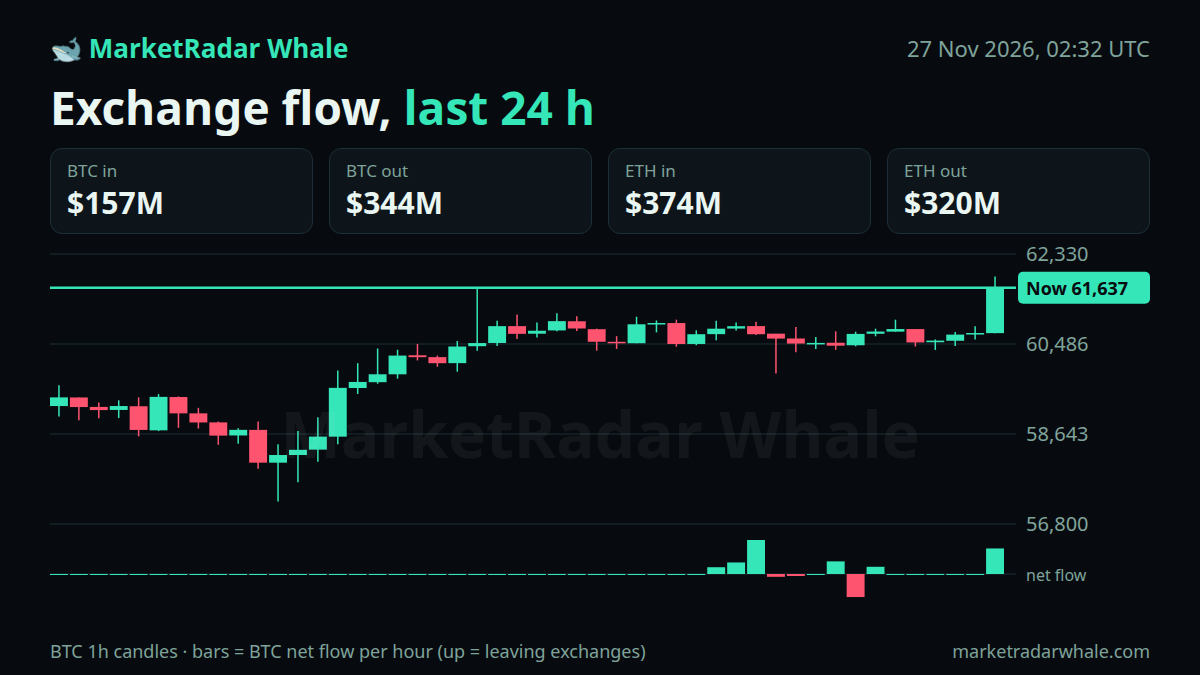 🐋 MarketRadar Whale
27 Nov 2026, 02:32 UTC
Exchange flow, last 24 h
BTC in
$157M
BTC out
$344M
ETH in
$374M
ETH out
$320M
62,330
Now 61,637
60,486
58,643
56,800
net flow
MarketRadar Whale
BTC 1h candles · bars = BTC net flow per hour (up = leaving exchanges)
marketradarwhale.com